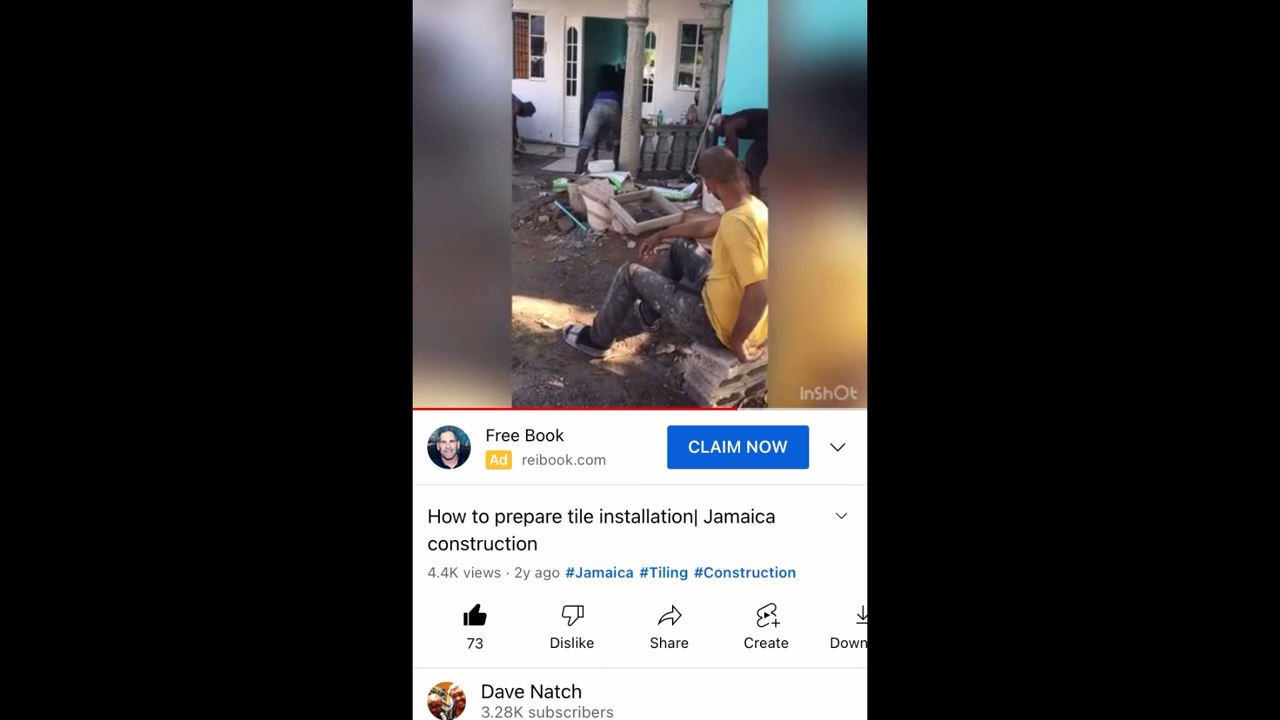 InShOt
Free Book
CLAIM NOW
Ad reibook.com
How to prepare tile installation| Jamaica
construction
4.4K views · 2y ago #Jamaica #Tiling #Construction
73 Dislike Share Create Down
Dave Natch
3.28K subscribers